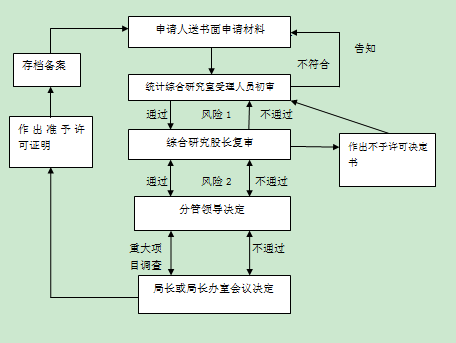 申请人送书面申请材料
告知
不符合
存档备案
统计综合研究室受理人员初审
通过 风险 1 不通过
作出准予许
可证明
综合研究股长复审
作出不予许可决定
书
通过 风险 2 不通过
分管领导决定
重大项
目调查
不通过
局长或局长办室会议决定